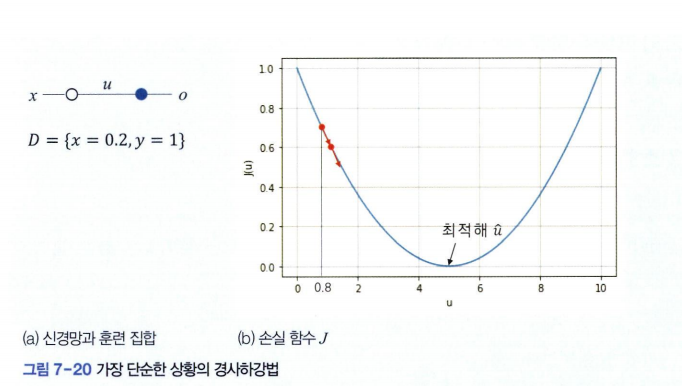 x u o
D = {x = 0.2, y = 1}
J(u)
1.0
0.8
0.6
0.4
0.2
0.0
최적해 û
0 0.8 2 4 6 8 10
u
(a) 신경망과 훈련 집합
(b) 손실 함수 J
그림 7-20 가장 단순한 상황의 경사하강법